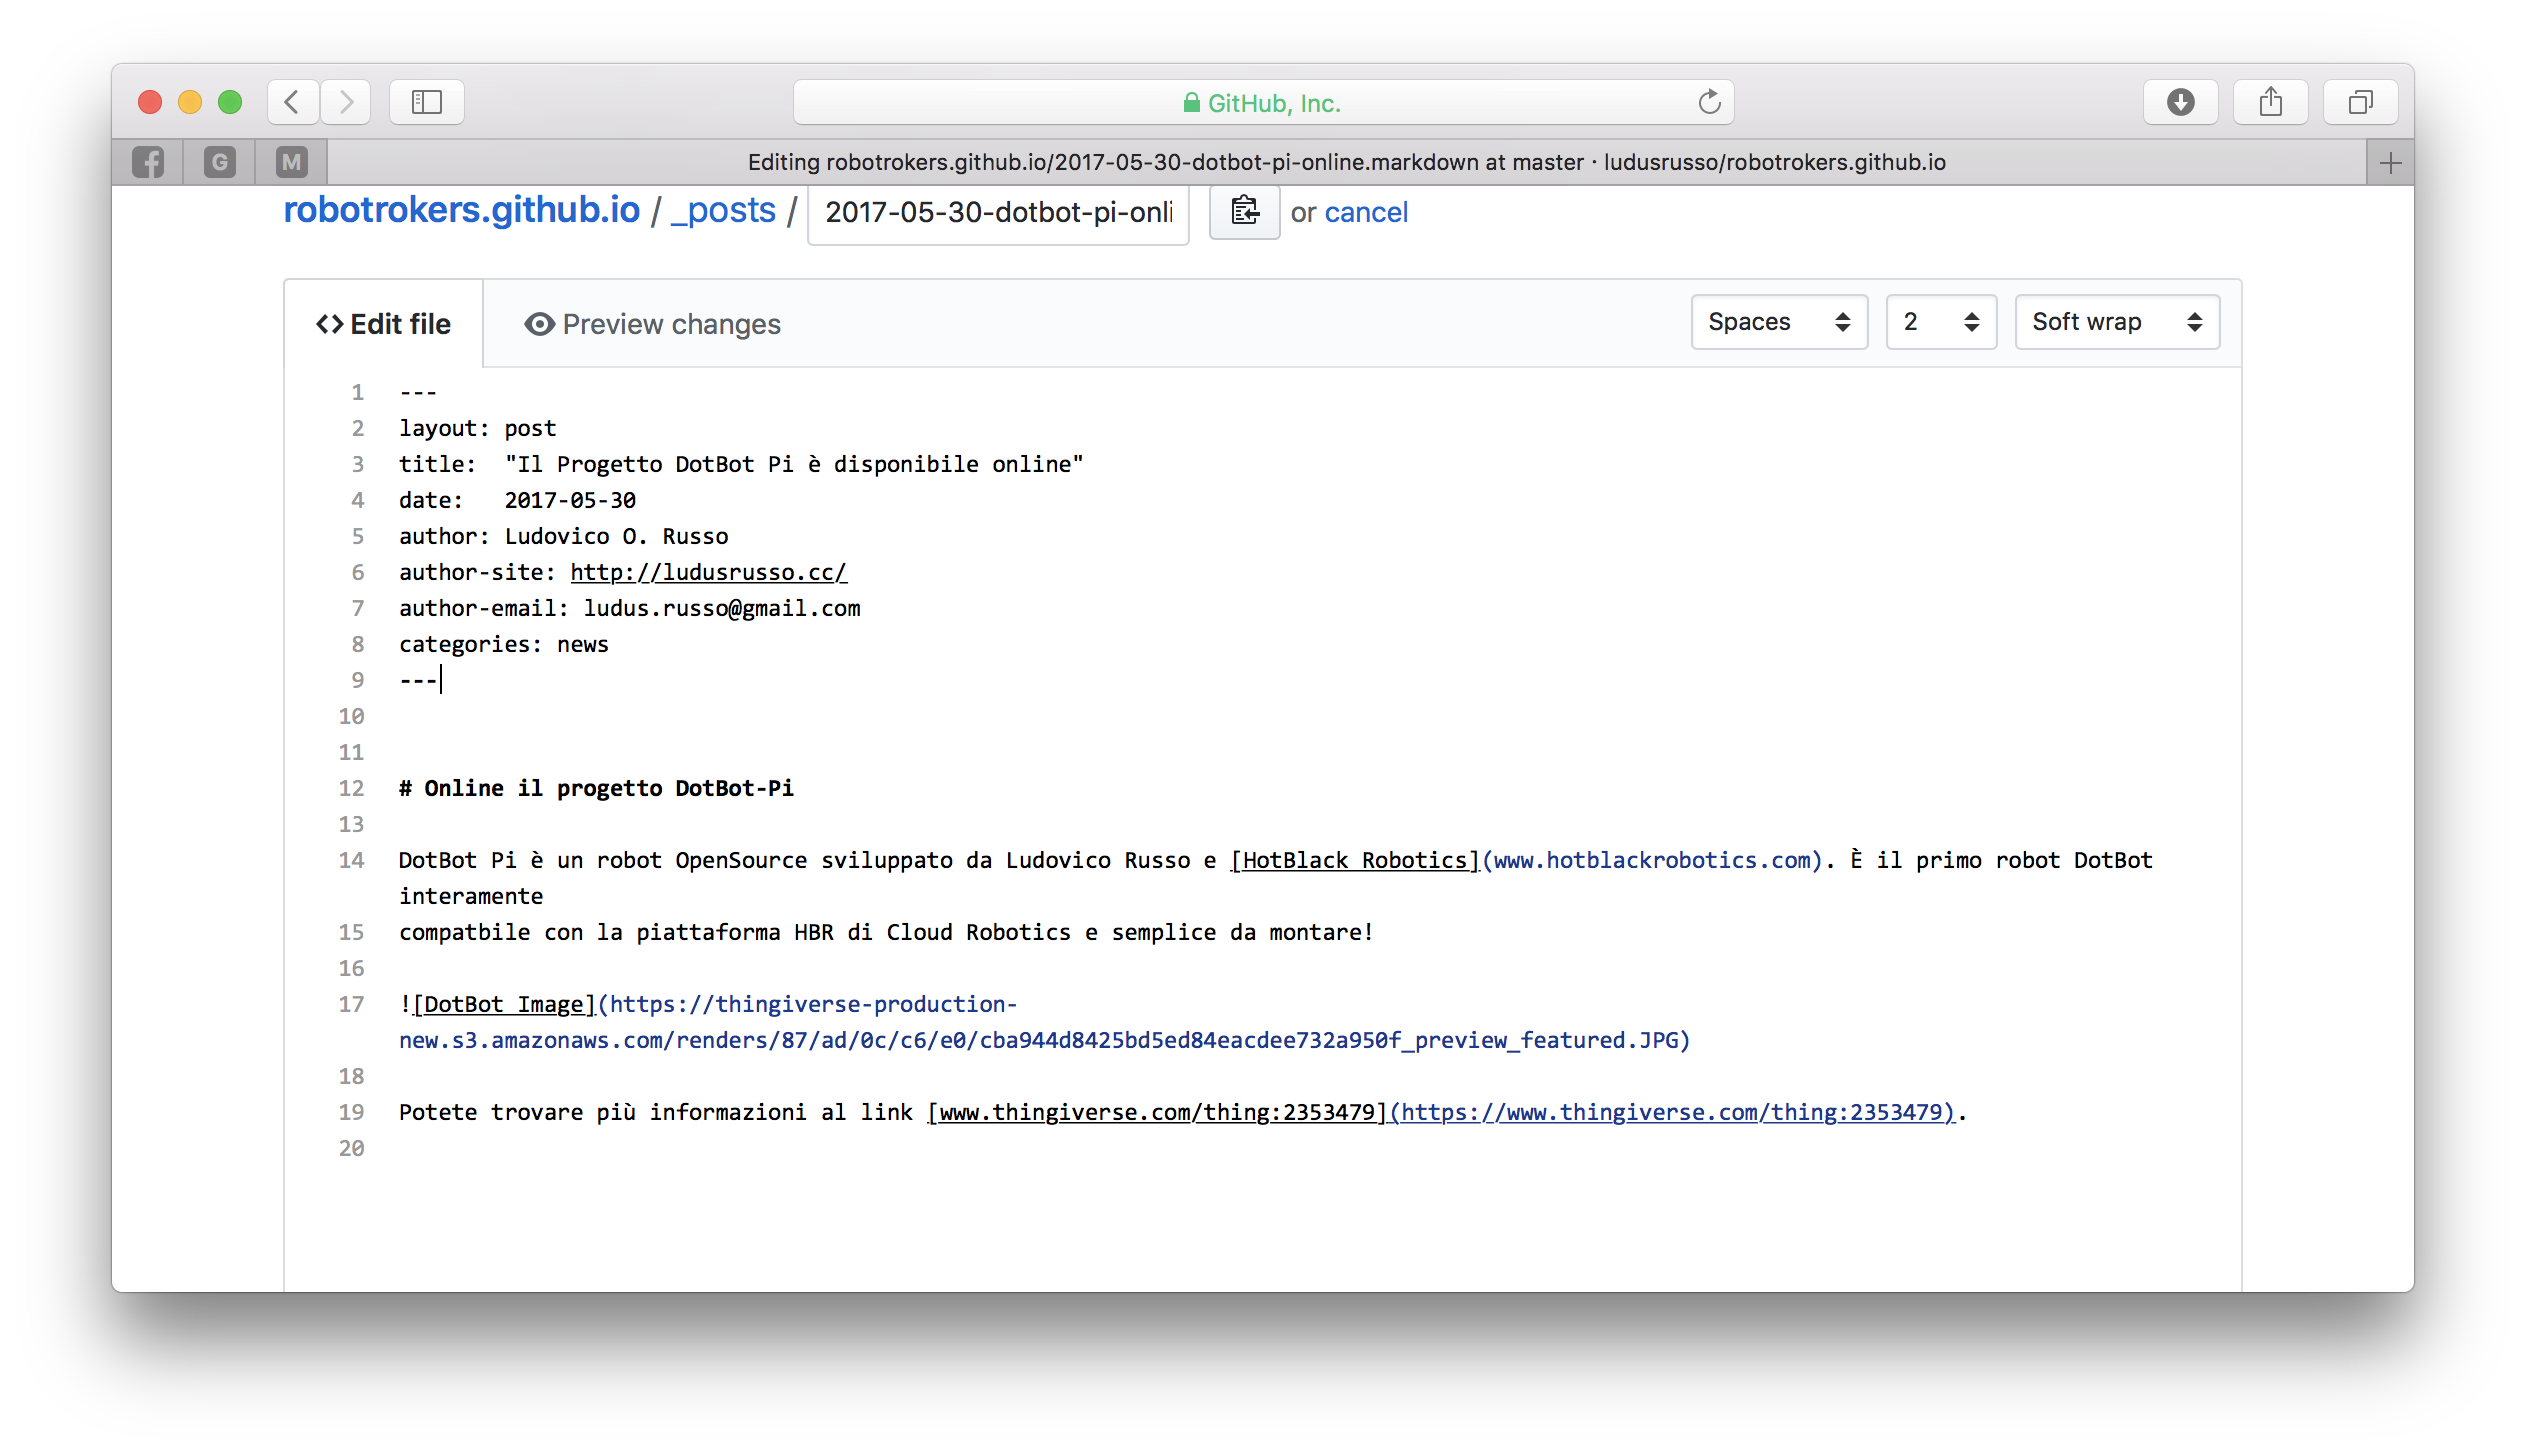 GitHub, Inc.
G
M
Editing robotrokers.github.io/2017-05-30-dotbot-pi-online.markdown at master · ludusrusso/robotrokers.github.io
robotrokers.github.io / _posts / 2017-05-30-dotbot-pi-onli or cancel
Edit file Preview changes Spaces 2 Soft wrap
1 ---
2 layout: post
3 title:  "Il Progetto DotBot Pi è disponibile online"
4 date:   2017-05-30
5 author: Ludovico O. Russo
6 author-site: http://ludusrusso.cc/
7 author-email: ludus.russo@gmail.com
8 categories: news
9 ---
10
11
12 # Online il progetto DotBot-Pi
13
14 DotBot Pi è un robot OpenSource sviluppato da Ludovico Russo e [HotBlack Robotics](www.hotblackrobotics.com). È il primo robot DotBot
interamente
15 compatbile con la piattaforma HBR di Cloud Robotics e semplice da montare!
16
17 ![DotBot Image](https://thingiverse-production-
new.s3.amazonaws.com/renders/87/ad/0c/c6/e0/cba944d8425bd5ed84eacdee732a950f_preview_featured.JPG)
18
19 Potete trovare più informazioni al link [www.thingiverse.com/thing:2353479](https://www.thingiverse.com/thing:2353479).
20